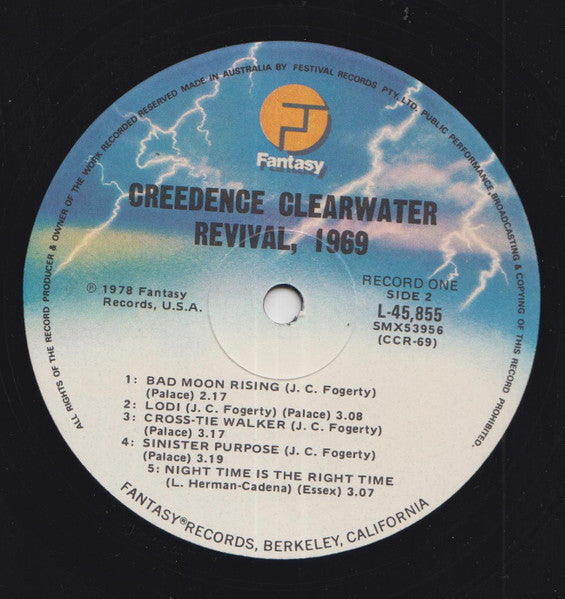 ALL RIGHTS OF THE RECORD PRODUCER & OWNER OF THE WORK RECORDED RESERVED MADE IN AUSTRALIA BY FESTIVAL RECORDS PTY. LTD. PUBLIC PERFORMANCE, BROADCASTING & COPYING OF THIS RECORD PROHIBITED.
Fantasy
CREEDENCE CLEARWATER
REVIVAL, 1969
℗ 1978 Fantasy
Records, U.S.A.
RECORD ONE
SIDE 2
L-45,855
SMX53956
(CCR-69)
1: BAD MOON RISING (J. C. Fogerty)
(Palace) 2.17
2: LODI (J. C. Fogerty) (Palace) 3.08
3: CROSS-TIE WALKER (J. C. Fogerty)
(Palace) 3.17
4: SINISTER PURPOSE (J. C. Fogerty)
(Palace) 3.19
5: NIGHT TIME IS THE RIGHT TIME
(L. Herman-Cadena) (Essex) 3.07
FANTASY® RECORDS, BERKELEY, CALIFORNIA